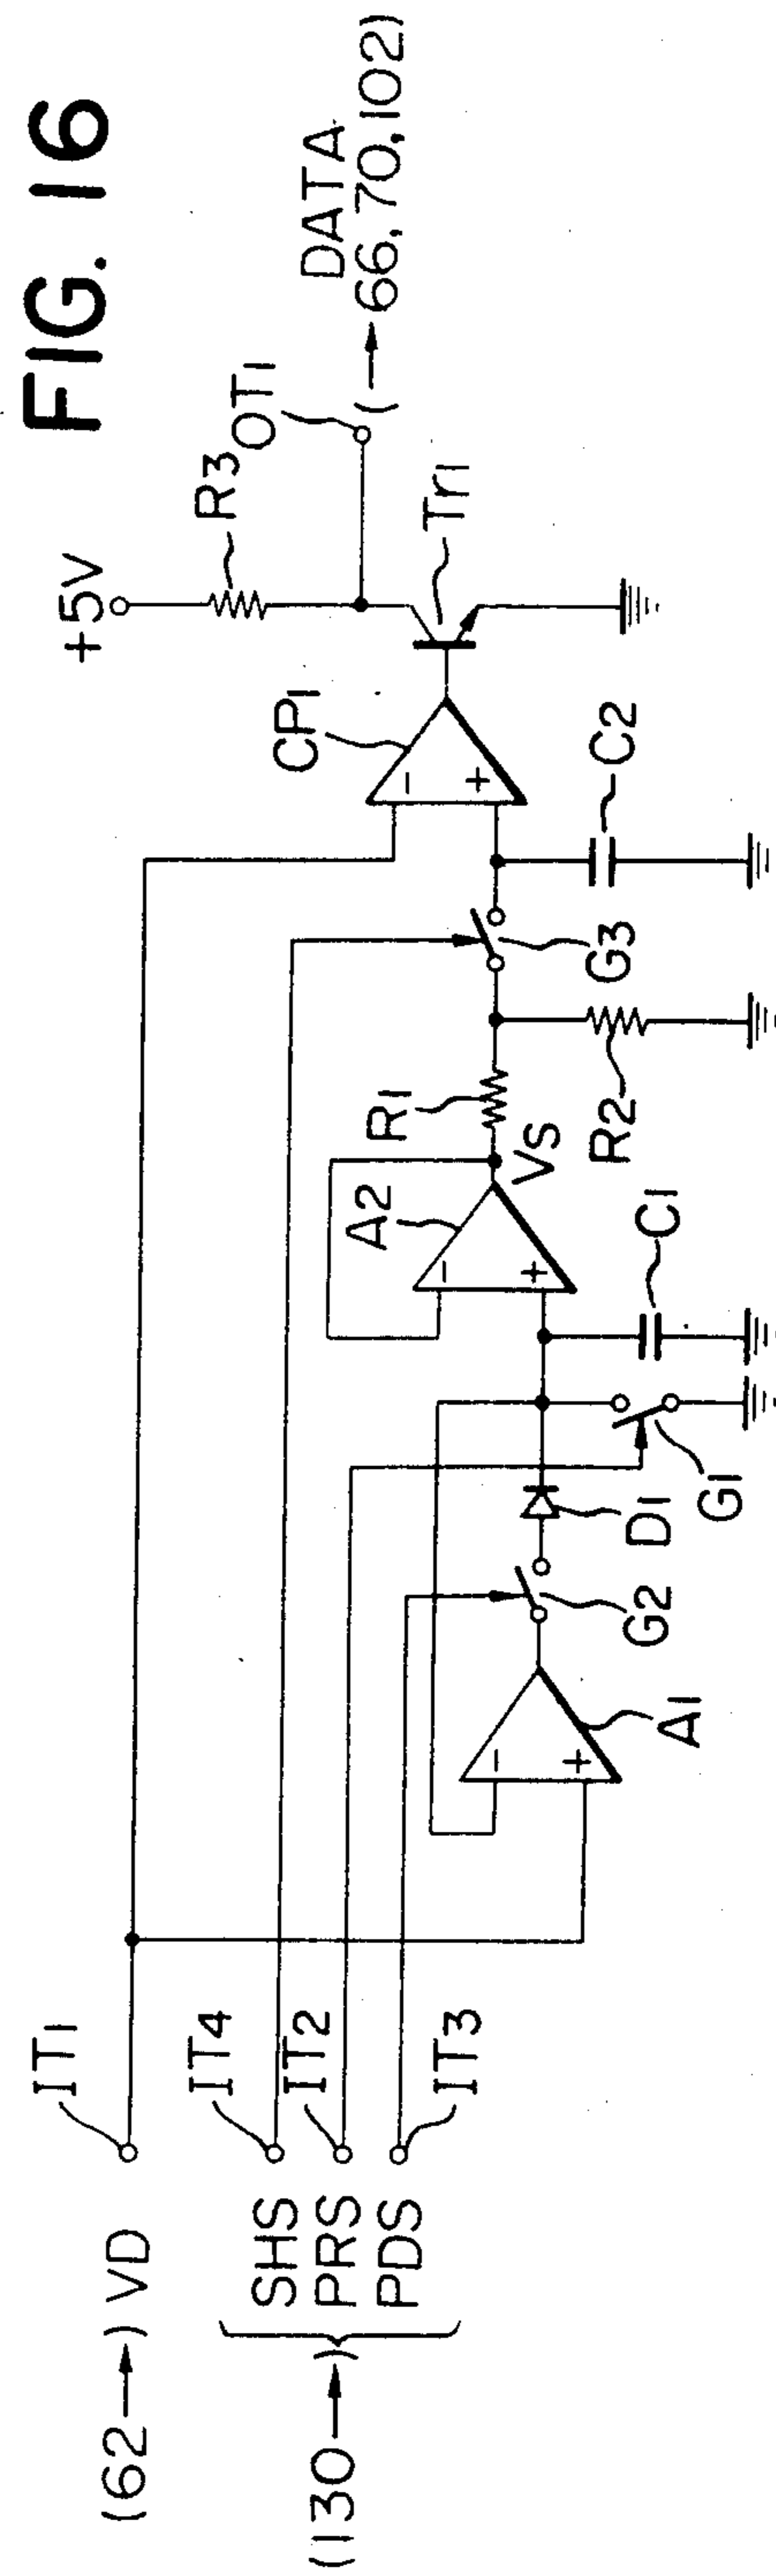 FIG. 16
(62→) VD
IT1
(130→)
SHS
PRS
PDS
IT4
IT2
IT3
A1
G2
D1
G1
C1
A2
VS
R1
R2
G3
C2
CP1
Tr1
+5V
R3
OT1
DATA
(→66,70,102)
-
+
-
+
-
+